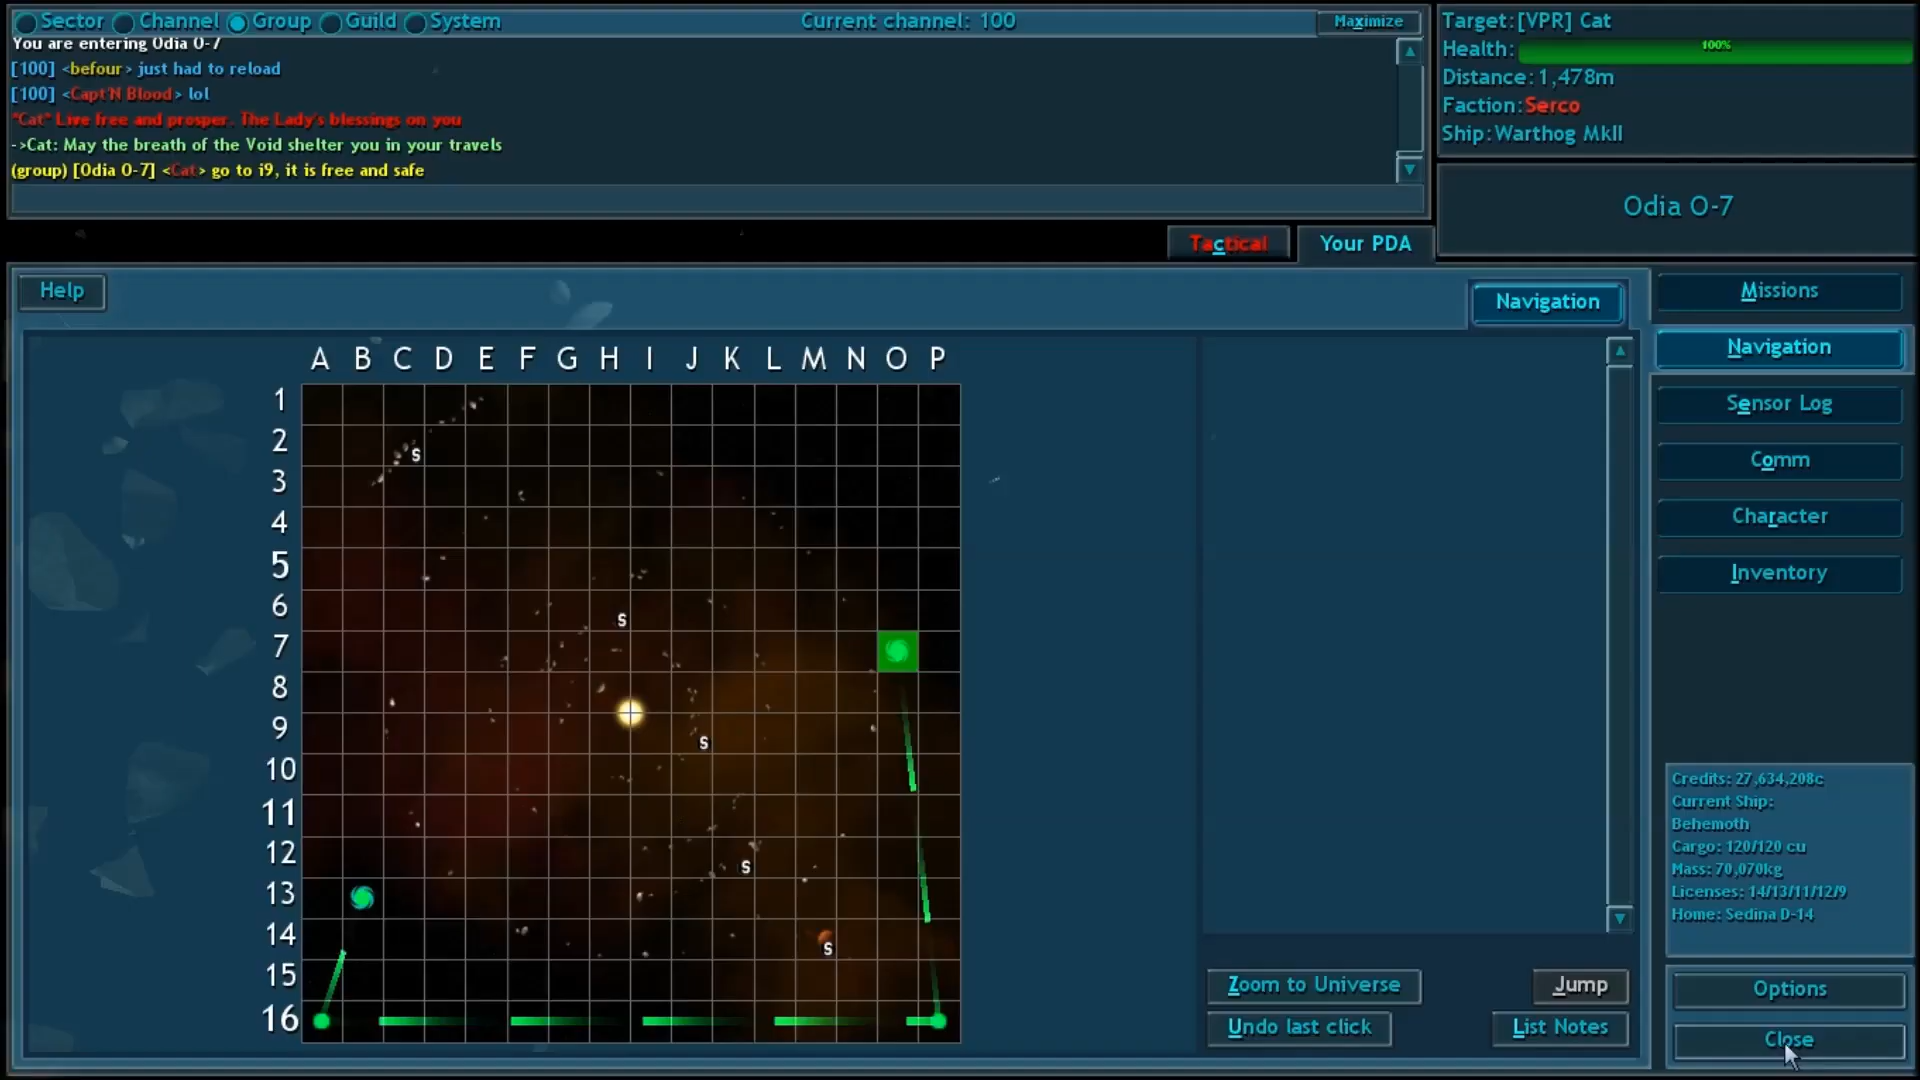 Sector Channel Group Guild System Current channel: 100 Maximize
You are entering Odia O-7
[100] <befour> just had to reload
[100] <Capt'N Blood> lol
*Cat* Live free and prosper. The Lady's blessings on you
->Cat: May the breath of the Void shelter you in your travels
(group) [Odia O-7] <Cat> go to i9, it is free and safe
Target:[VPR] Cat
Health: 100%
Distance: 1,478m
Faction: Serco
Ship: Warthog MkII
Odia O-7
Tactical Your PDA
Help
Navigation
A B C D E F G H I J K L M N O P
1
2
S
3
4
5
6
S
7
8
9
S
10
11
12
S
13
14
S
15
16
Zoom to Universe Jump
Undo last click List Notes
Missions
Navigation
Sensor Log
Comm
Character
Inventory
Credits: 27,634,208c
Current Ship:
Behemoth
Cargo: 120/120 cu
Mass: 70,070kg
Licenses: 14/13/11/12/9
Home: Sedina D-14
Options
Close